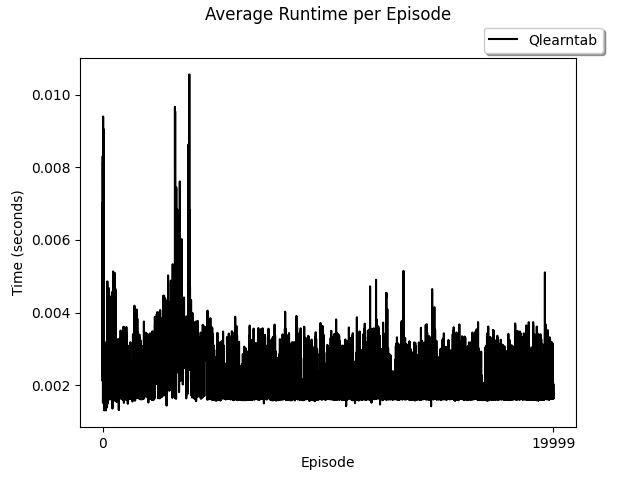 Average Runtime per Episode
Qlearntab
Time (seconds)
0.010
0.008
0.006
0.004
0.002
0 19999
Episode